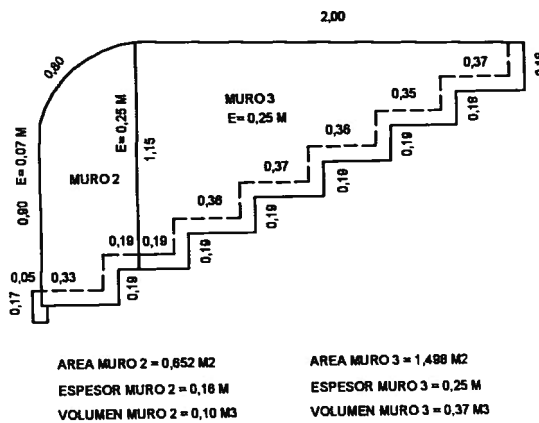 2,00
0,80
0,37
0,18
MURO 3
E= 0,25 M
0,35
0,18
E= 0,25 M
1,15
0,36
0,19
E= 0,07 M
MURO 2
0,37
0,19
0,90
0,36
0,19
0,19
0,19
0,19
0,05
0,33
0,19
0,17
AREA MURO 2 = 0,652 M2
AREA MURO 3 = 1,498 M2
ESPESOR MURO 2 = 0,16 M
ESPESOR MURO 3 = 0,25 M
VOLUMEN MURO 2 = 0,10 M3
VOLUMEN MURO 3 = 0,37 M3